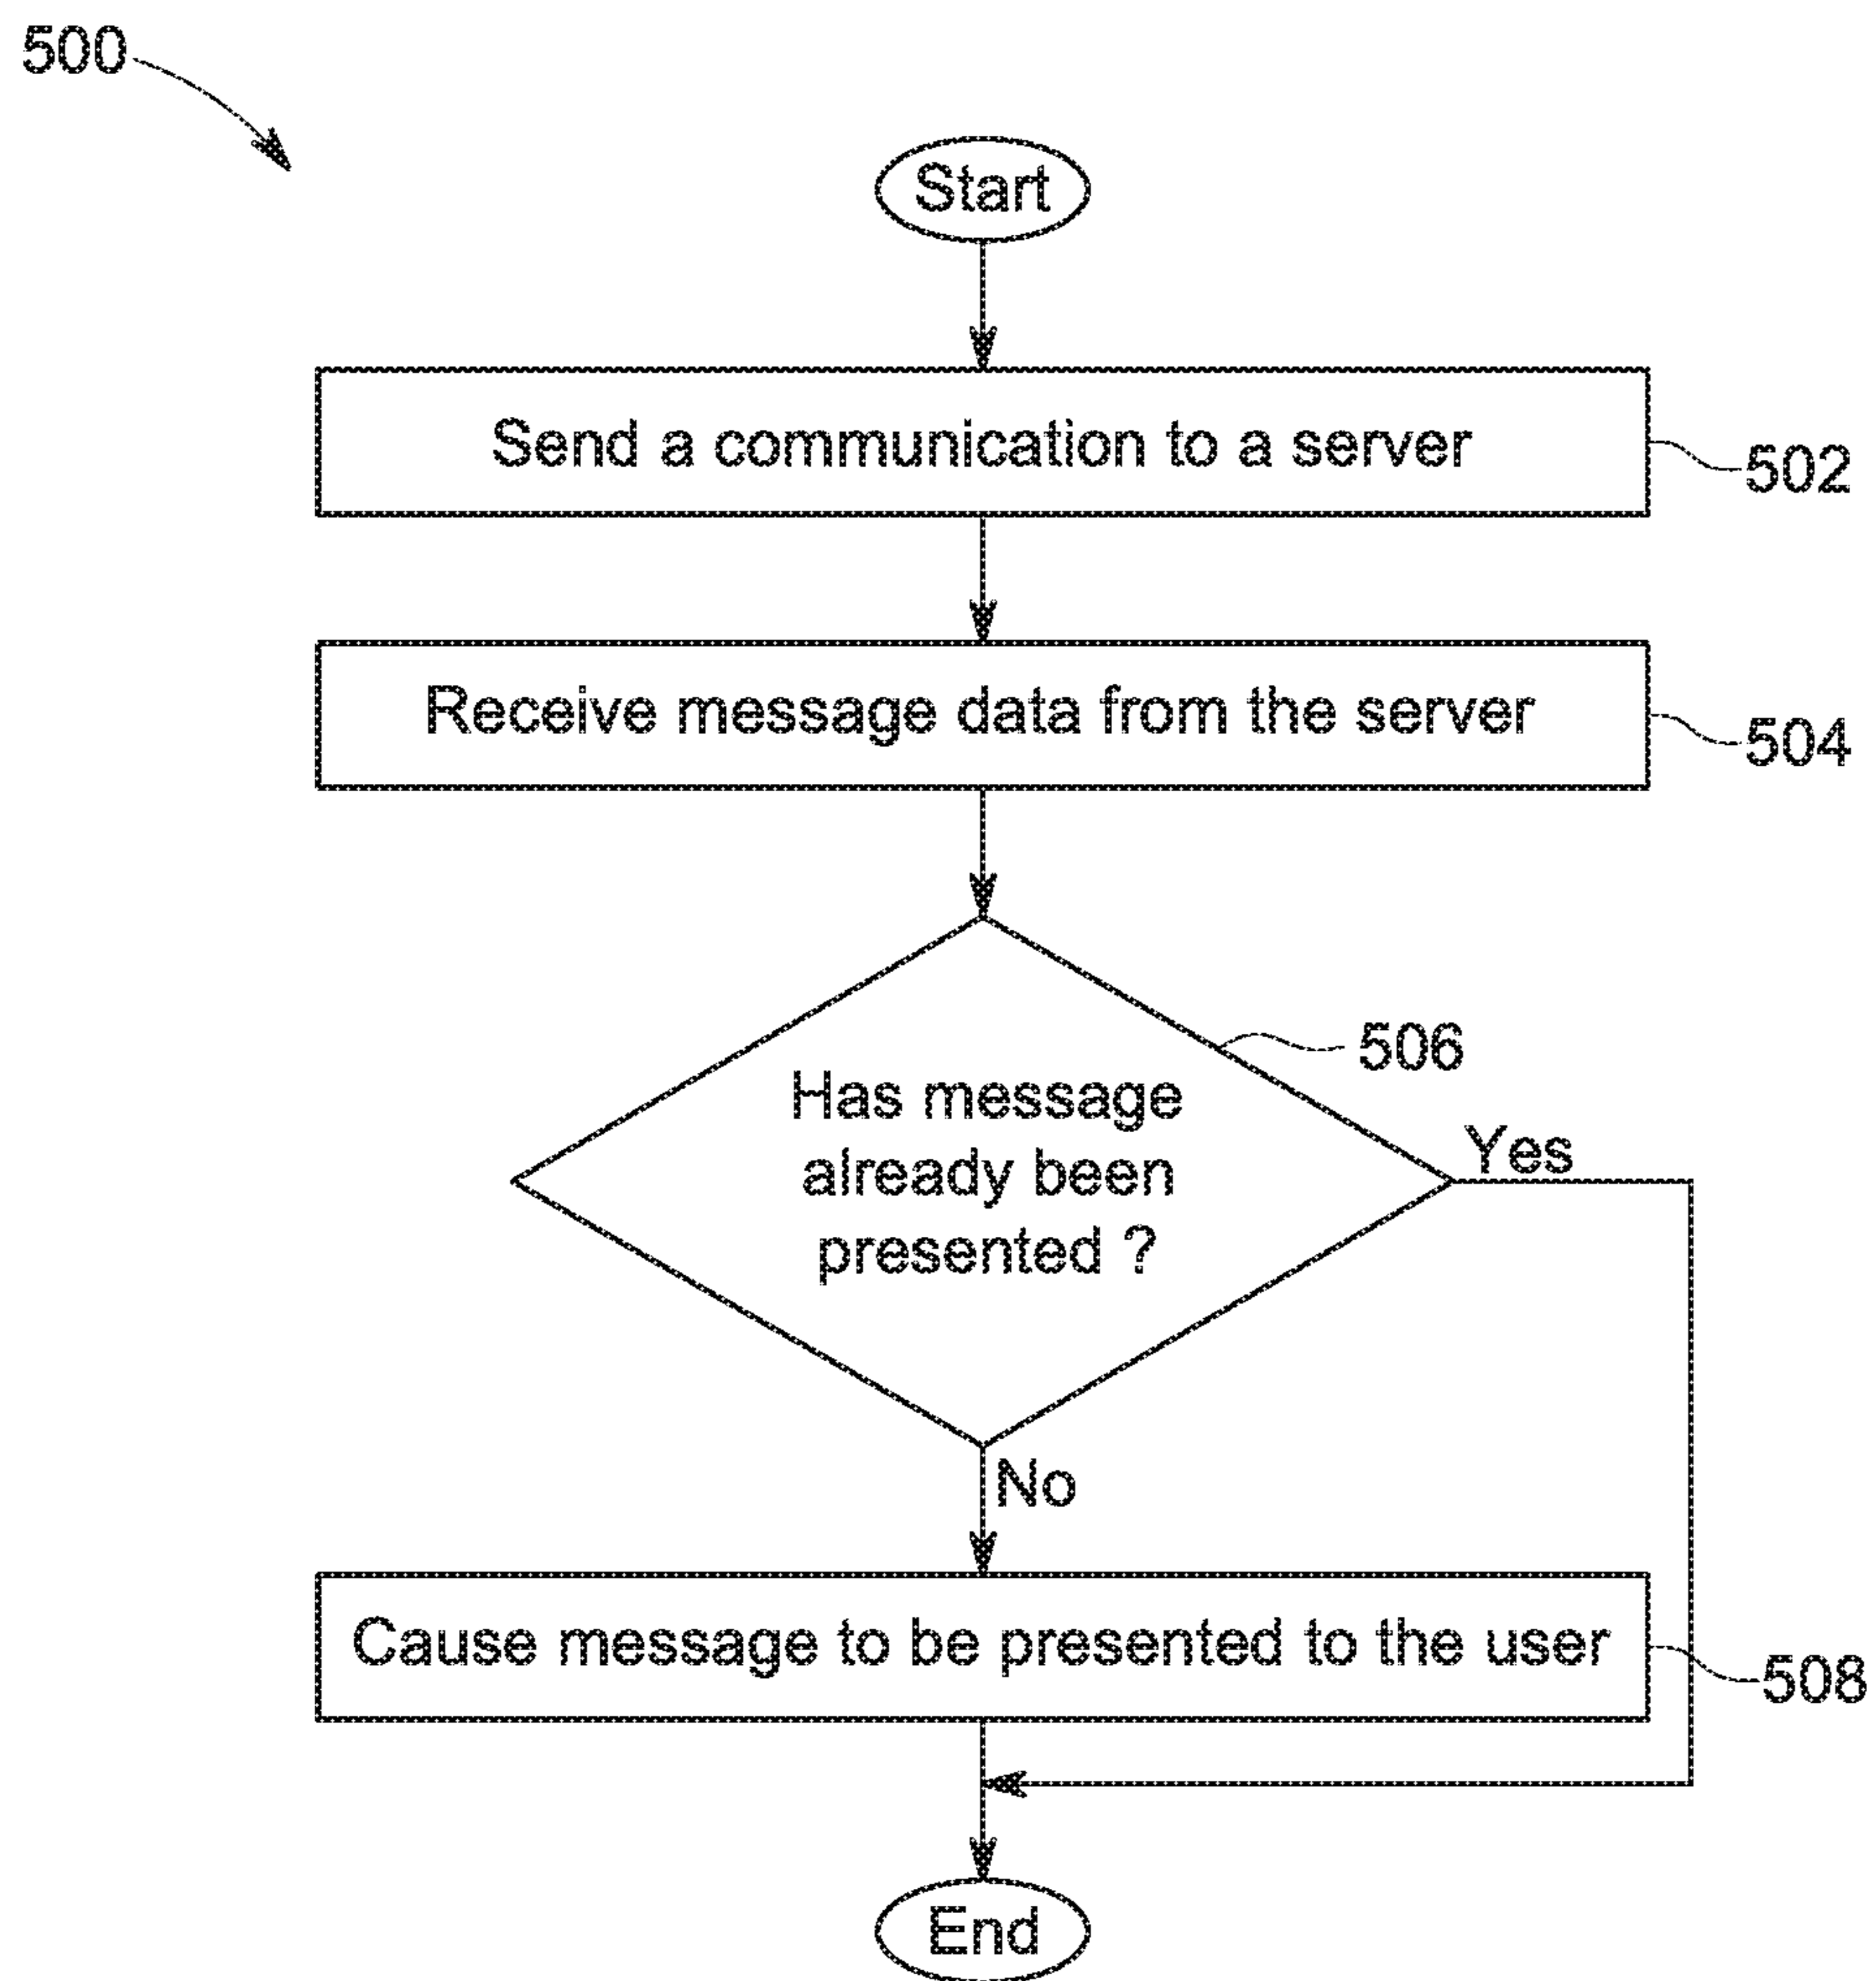 500
Start
Send a communication to a server
502
Receive message data from the server
504
506
Has message
already been
presented ?
Yes
No
Cause message to be presented to the user
508
End